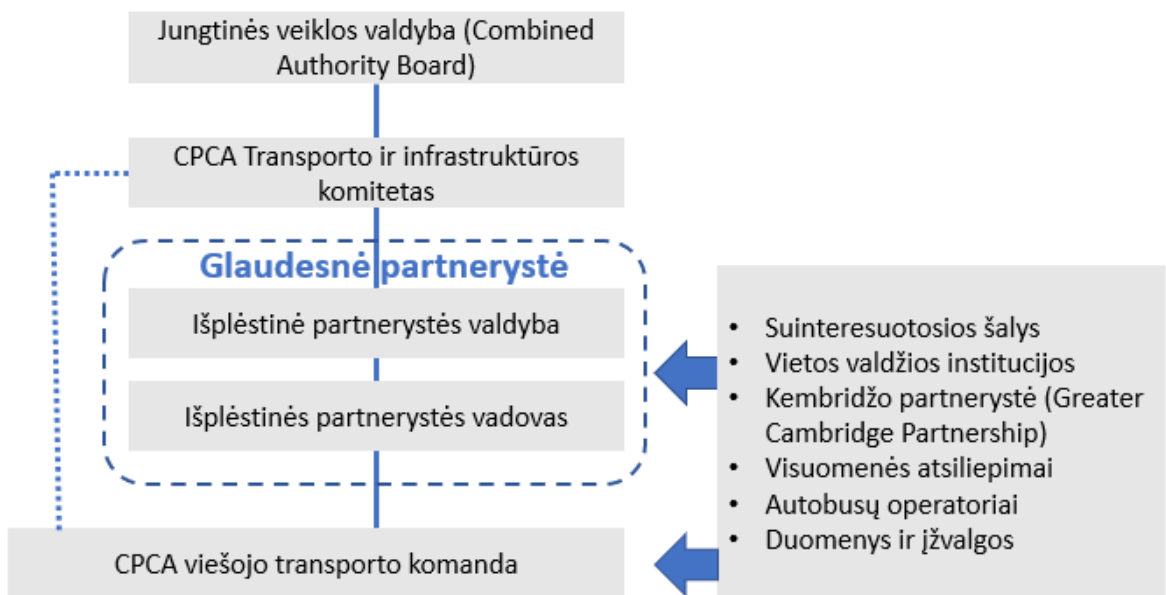 Jungtinės veiklos valdyba (Combined
Authority Board)
CPCA Transporto ir infrastruktūros
komitetas
Glaudesnė partnerystė
Išplėstinė partnerystės valdyba
Išplėstinės partnerystės vadovas
CPCA viešojo transporto komanda
• Suinteresuotosios šalys
• Vietos valdžios institucijos
• Kembridžo partnerystė (Greater
Cambridge Partnership)
• Visuomenės atsiliepimai
• Autobusų operatoriai
• Duomenys ir įžvalgos